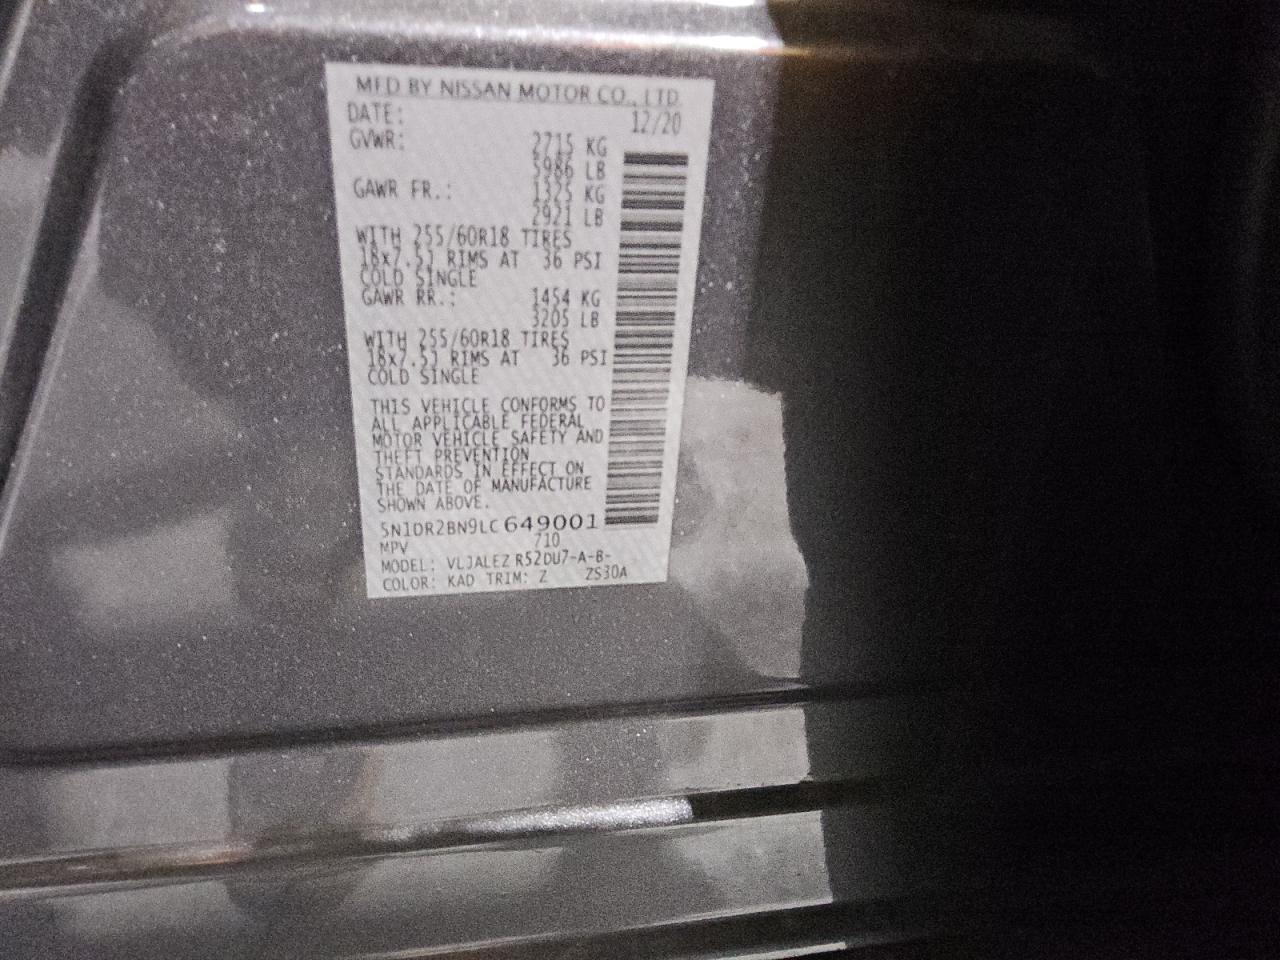 MFD BY NISSAN MOTOR CO., LTD.
DATE: 12/20
GVWR: 2715 KG
5986 LB
GAWR FR.: 1325 KG
2921 LB
WITH 255/60R18 TIRES
18x7.5J RIMS AT 36 PSI
COLD SINGLE
GAWR RR.: 1454 KG
3205 LB
WITH 255/60R18 TIRES
18x7.5J RIMS AT 36 PSI
COLD SINGLE
THIS VEHICLE CONFORMS TO
ALL APPLICABLE FEDERAL
MOTOR VEHICLE SAFETY AND
THEFT PREVENTION
STANDARDS IN EFFECT ON
THE DATE OF MANUFACTURE
SHOWN ABOVE.
5N1DR2BN9LC649001
MPV 710
MODEL: VLJALEZ R52DU7-A-B-
COLOR: KAD TRIM: Z ZS30A